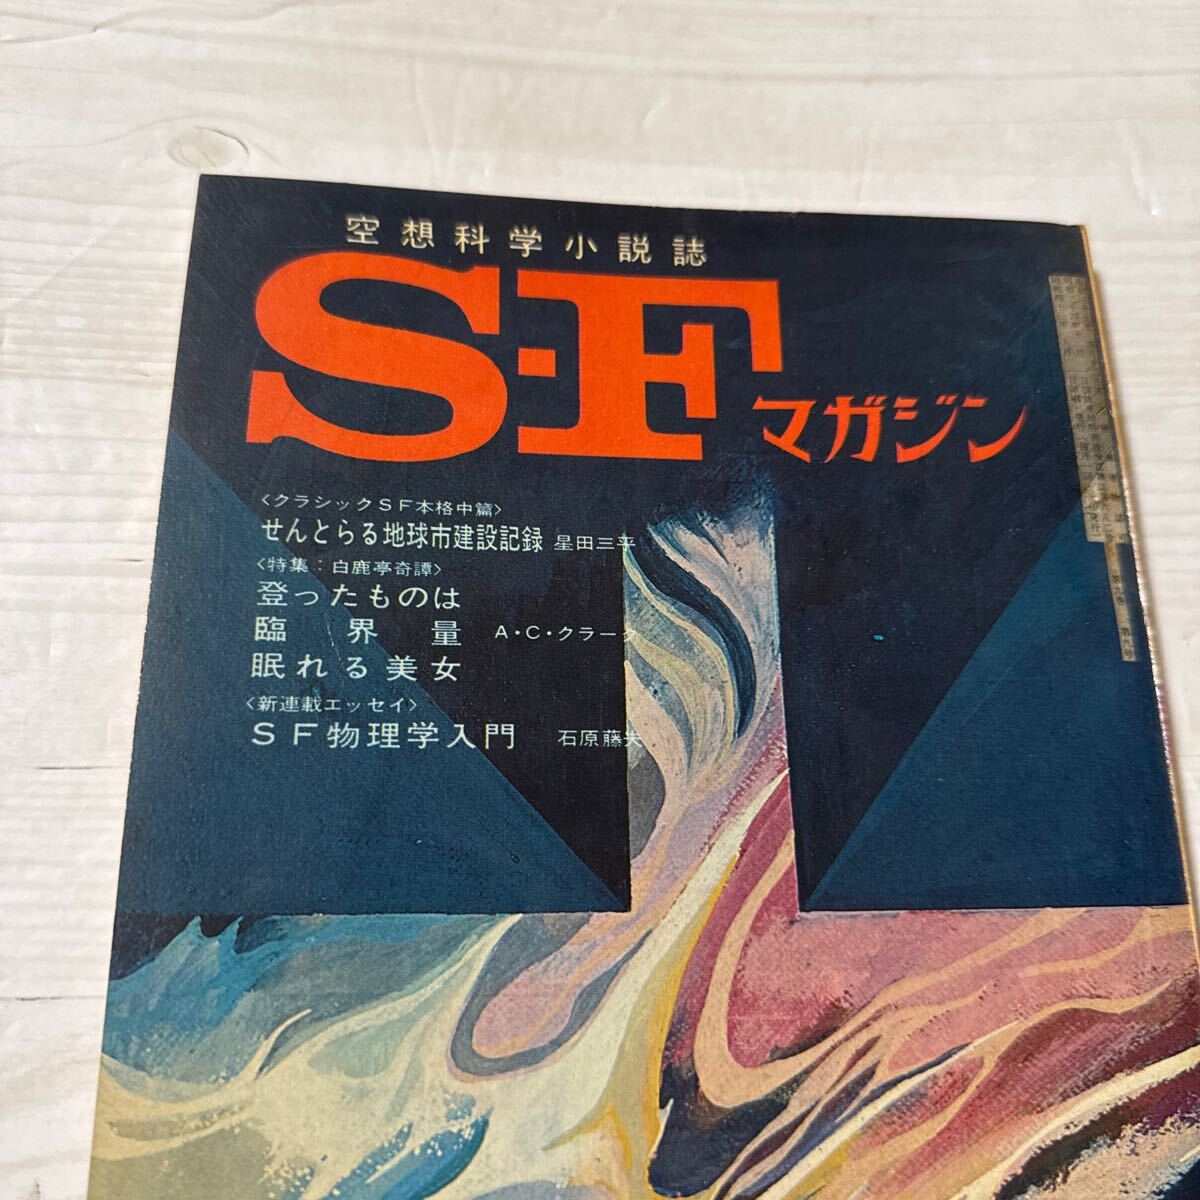 空想科学小説誌
S-Fマガジン
〈クラシックSF本格中篇〉
せんとらる地球市建設記録 星田三平
〈特集：白鹿亭奇譚〉
登ったものは
臨界量 A・C・クラーク
眠れる美女
〈新連載エッセイ〉
SF物理学入門 石原藤夫